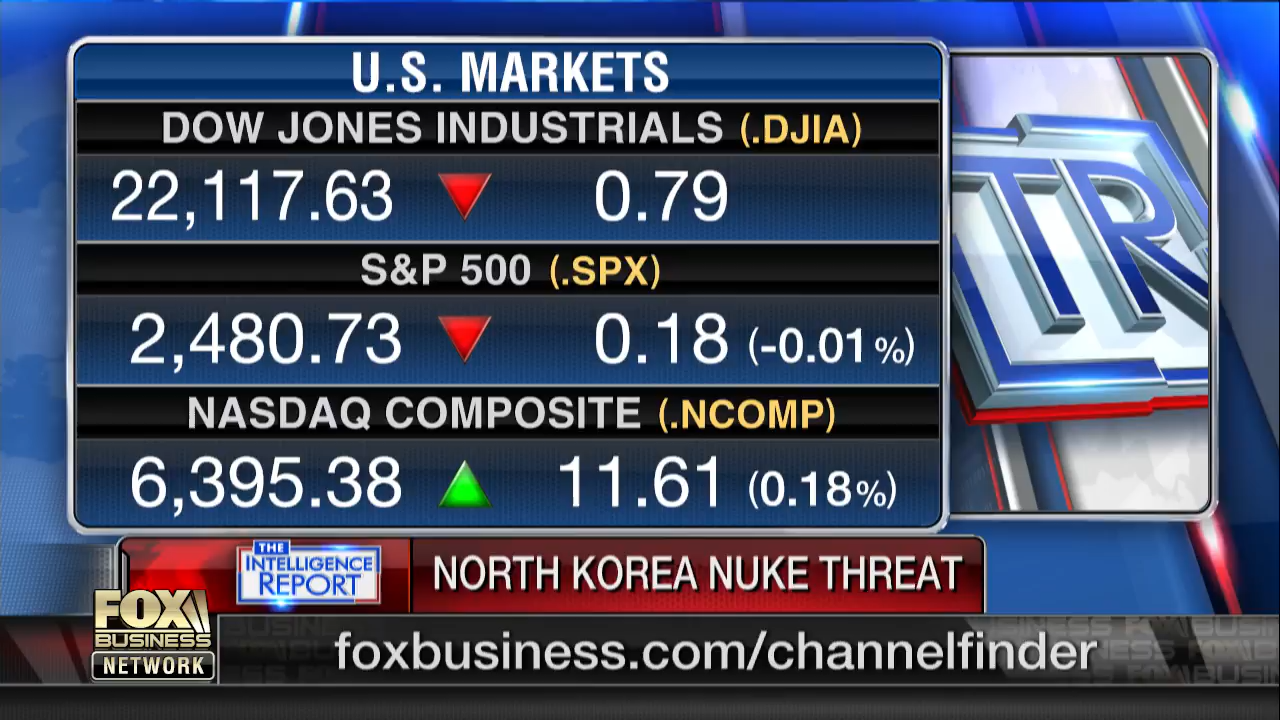 U.S. MARKETS
DOW JONES INDUSTRIALS (.DJIA)
22,117.63 0.79
S&P 500 (.SPX)
2,480.73 0.18 (-0.01%)
NASDAQ COMPOSITE (.NCOMP)
6,395.38 11.61 (0.18%)
TR
THE
INTELLIGENCE
REPORT
NORTH KOREA NUKE THREAT
FOX
BUSINESS
NETWORK
foxbusiness.com/channelfinder